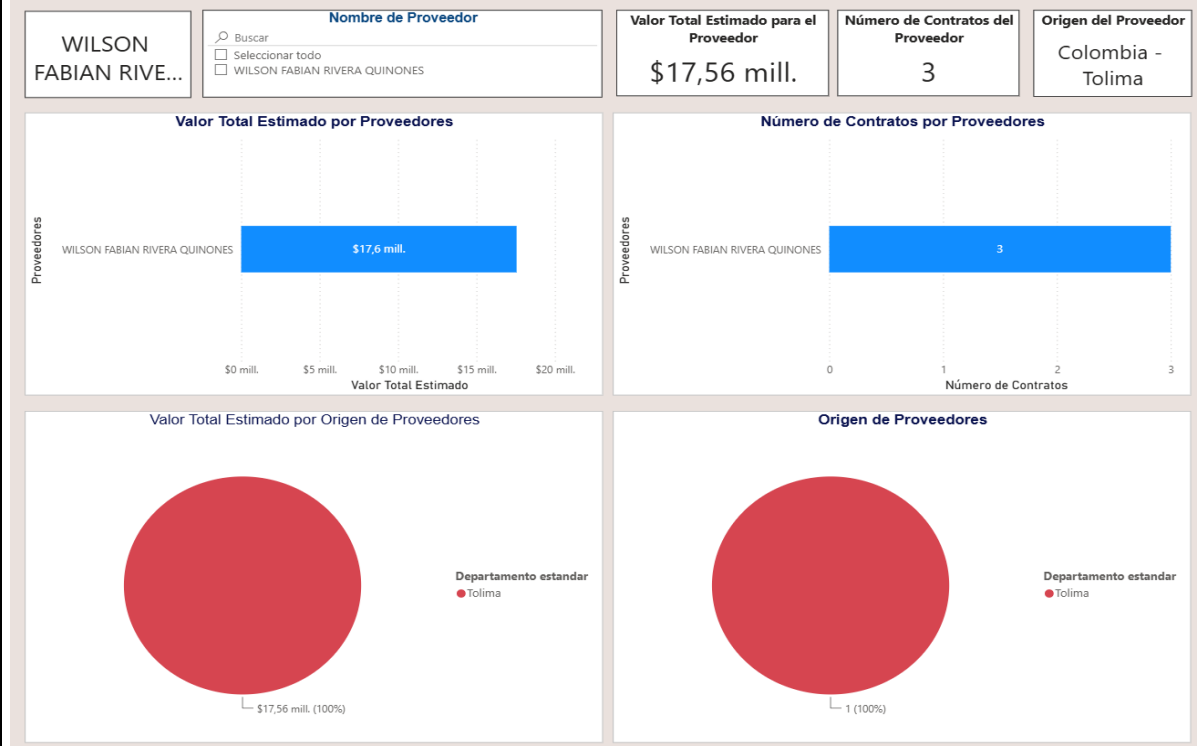 WILSON
FABIAN RIVE...
Nombre de Proveedor
Buscar
Seleccionar todo
WILSON FABIAN RIVERA QUINONES
Valor Total Estimado para el
Proveedor
$17,56 mill.
Número de Contratos del
Proveedor
3
Origen del Proveedor
Colombia -
Tolima
Valor Total Estimado por Proveedores
Proveedores
WILSON FABIAN RIVERA QUINONES
$17,6 mill.
$0 mill.
$5 mill.
$10 mill.
$15 mill.
$20 mill.
Valor Total Estimado
Número de Contratos por Proveedores
Proveedores
WILSON FABIAN RIVERA QUINONES
3
0
1
2
3
Número de Contratos
Valor Total Estimado por Origen de Proveedores
Departamento estandar
Tolima
$17,56 mill. (100%)
Origen de Proveedores
Departamento estandar
Tolima
1 (100%)